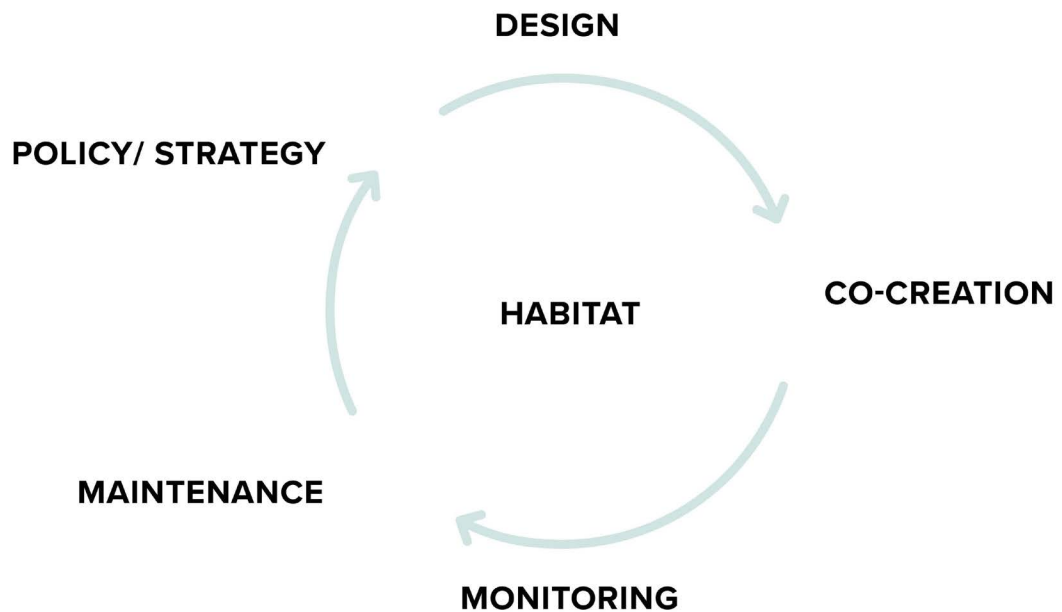 DESIGN
POLICY/ STRATEGY
CO-CREATION
HABITAT
MAINTENANCE
MONITORING